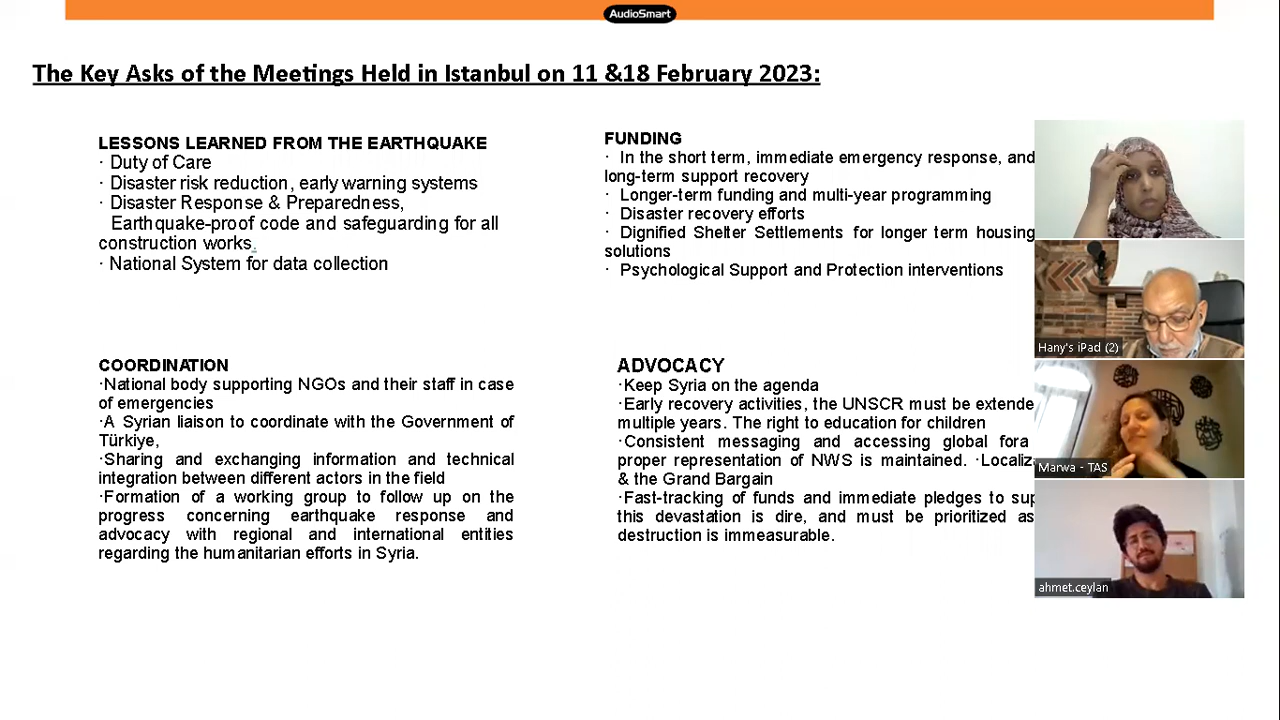 AudioSmart
The Key Asks of the Meetings Held in Istanbul on 11 &18 February 2023:
LESSONS LEARNED FROM THE EARTHQUAKE
· Duty of Care
· Disaster risk reduction, early warning systems
· Disaster Response & Preparedness,
Earthquake-proof code and safeguarding for all
construction works.
· National System for data collection
FUNDING
· In the short term, immediate emergency response, and
long-term support recovery
· Longer-term funding and multi-year programming
· Disaster recovery efforts
· Dignified Shelter Settlements for longer term housing
solutions
· Psychological Support and Protection interventions
COORDINATION
·National body supporting NGOs and their staff in case
of emergencies
·A Syrian liaison to coordinate with the Government of
Türkiye,
·Sharing and exchanging information and technical
integration between different actors in the field
·Formation of a working group to follow up on the
progress concerning earthquake response and
advocacy with regional and international entities
regarding the humanitarian efforts in Syria.
ADVOCACY
·Keep Syria on the agenda
·Early recovery activities, the UNSCR must be extende
multiple years. The right to education for children
·Consistent messaging and accessing global fora
proper representation of NWS is maintained. ·Localiz
& the Grand Bargain
·Fast-tracking of funds and immediate pledges to sup
this devastation is dire, and must be prioritized as
destruction is immeasurable.
Hany's iPad (2)
Marwa - TAS
ahmet.ceylan